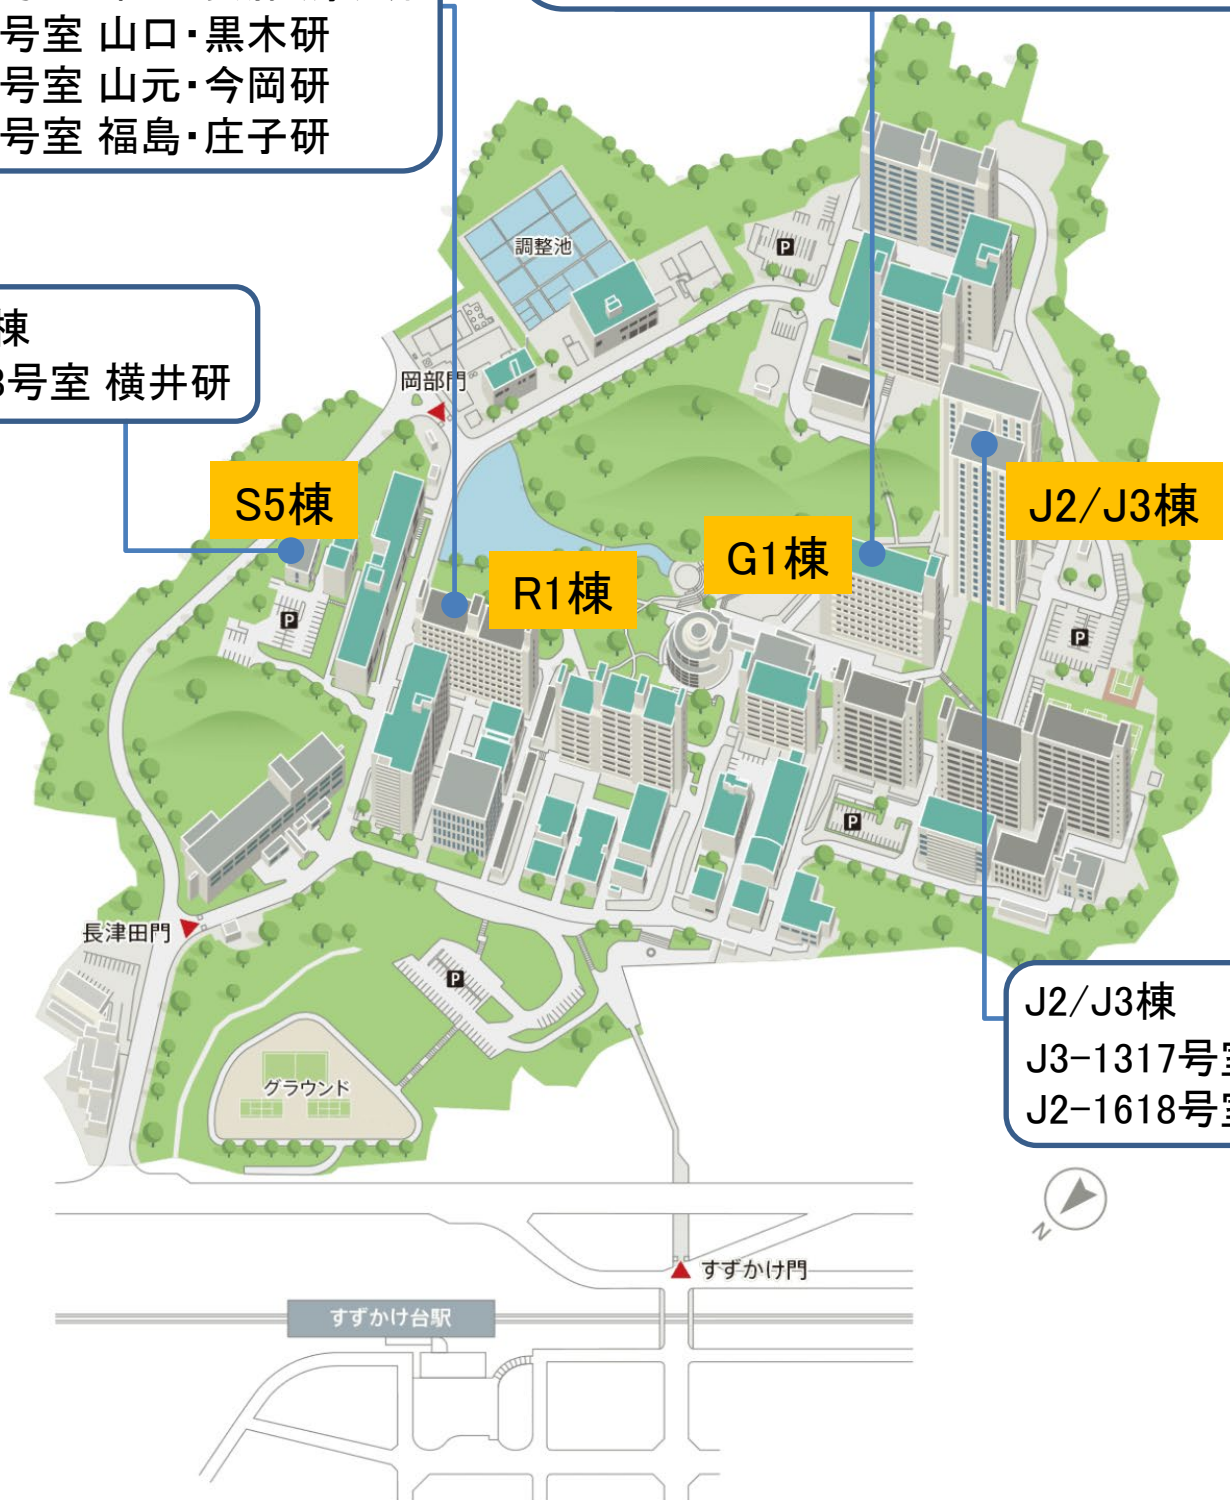 号室 山口・黒木研
号室 山元・今岡研
号室 福島・庄子研
調整池
P
棟
号室 横井研
岡部門
S5棟
J2/J3棟
G1棟
R1棟
P
P
P
長津田門
P
J2/J3棟
J3-1317号室
J2-1618号室
グラウンド
N
すずかけ門
すずかけ台駅